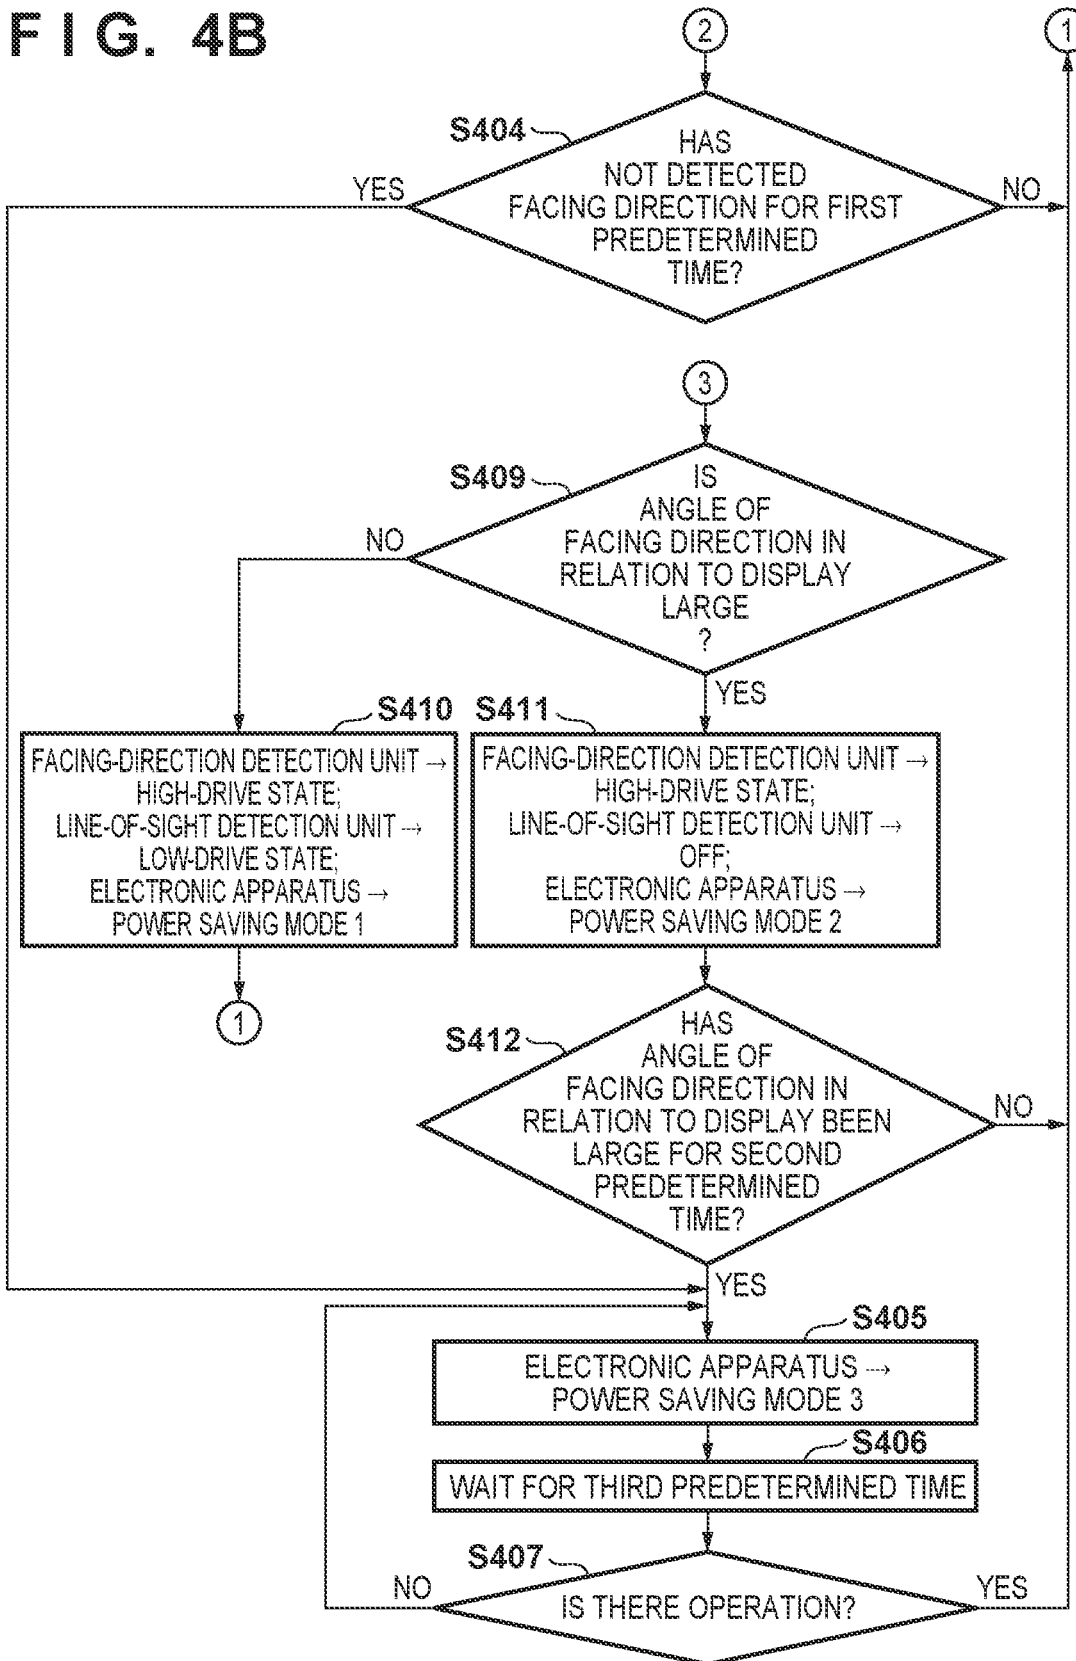 FIG. 4B
2
1
S404
HAS
NOT DETECTED
FACING DIRECTION FOR FIRST
PREDETERMINED
TIME?
YES
NO
3
S409
IS
ANGLE OF
FACING DIRECTION IN
RELATION TO DISPLAY
LARGE
?
NO
YES
S410
FACING-DIRECTION DETECTION UNIT →
HIGH-DRIVE STATE;
LINE-OF-SIGHT DETECTION UNIT →
LOW-DRIVE STATE;
ELECTRONIC APPARATUS →
POWER SAVING MODE 1
S411
FACING-DIRECTION DETECTION UNIT →
HIGH-DRIVE STATE;
LINE-OF-SIGHT DETECTION UNIT →
OFF;
ELECTRONIC APPARATUS →
POWER SAVING MODE 2
1
S412
HAS
ANGLE OF
FACING DIRECTION IN
RELATION TO DISPLAY BEEN
LARGE FOR SECOND
PREDETERMINED
TIME?
NO
YES
S405
ELECTRONIC APPARATUS →
POWER SAVING MODE 3
S406
WAIT FOR THIRD PREDETERMINED TIME
S407
IS THERE OPERATION?
NO
YES